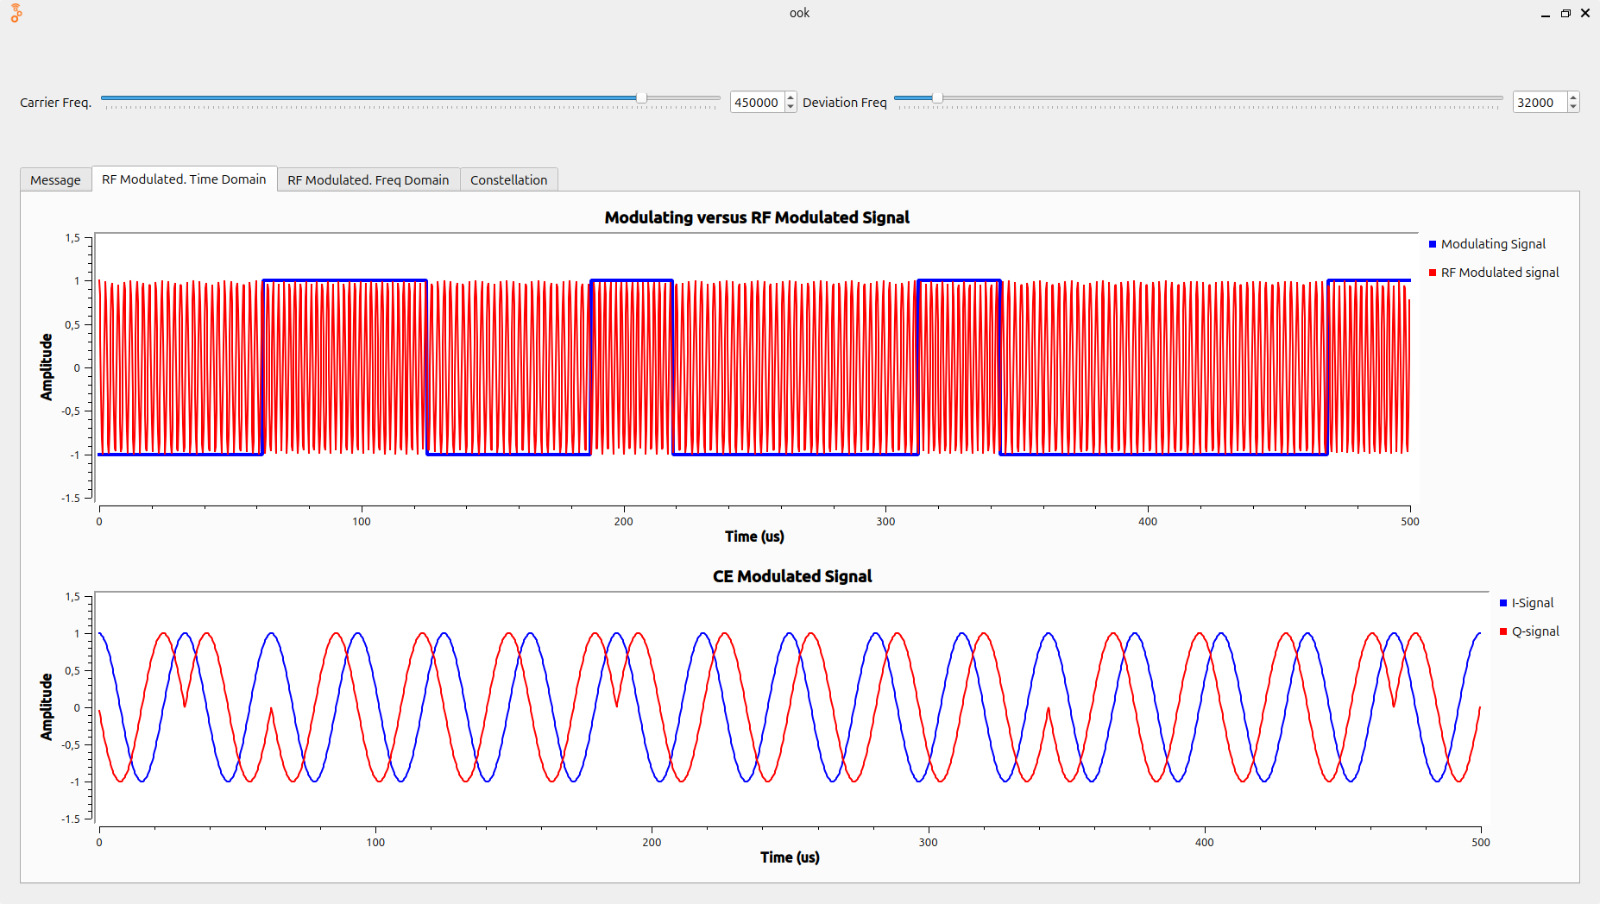 ook
Carrier Freq.
450000
Deviation Freq
32000
Message
RF Modulated. Time Domain
RF Modulated. Freq Domain
Constellation
Modulating versus RF Modulated Signal
1,5
1
0,5
0
-0,5
-1
-1.5
Amplitude
0
100
200
300
400
500
Time (us)
Modulating Signal
RF Modulated signal
CE Modulated Signal
1,5
1
0,5
0
-0,5
-1
-1.5
Amplitude
0
100
200
300
400
500
Time (us)
I-Signal
Q-signal